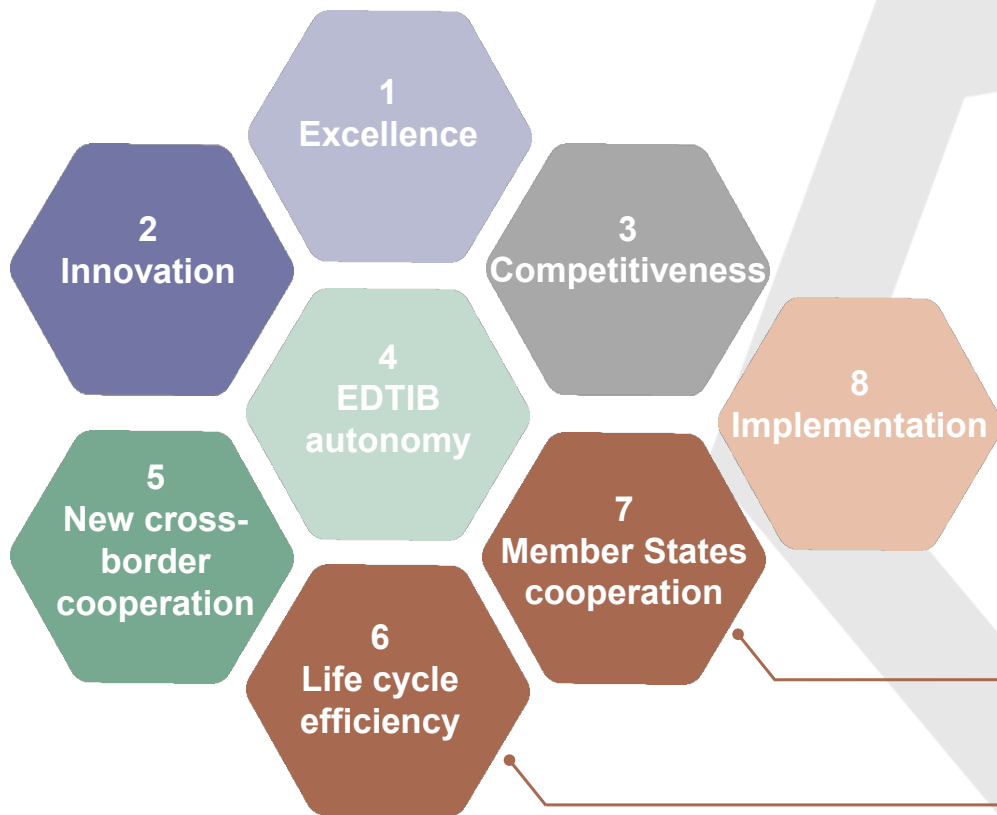 1
Excellence
2
Innovation
3
Competitiveness
4
EDTIB
autonomy
8
Implementation
5
New cross-
border
cooperation
7
Member States
cooperation
6
Life cycle
efficiency